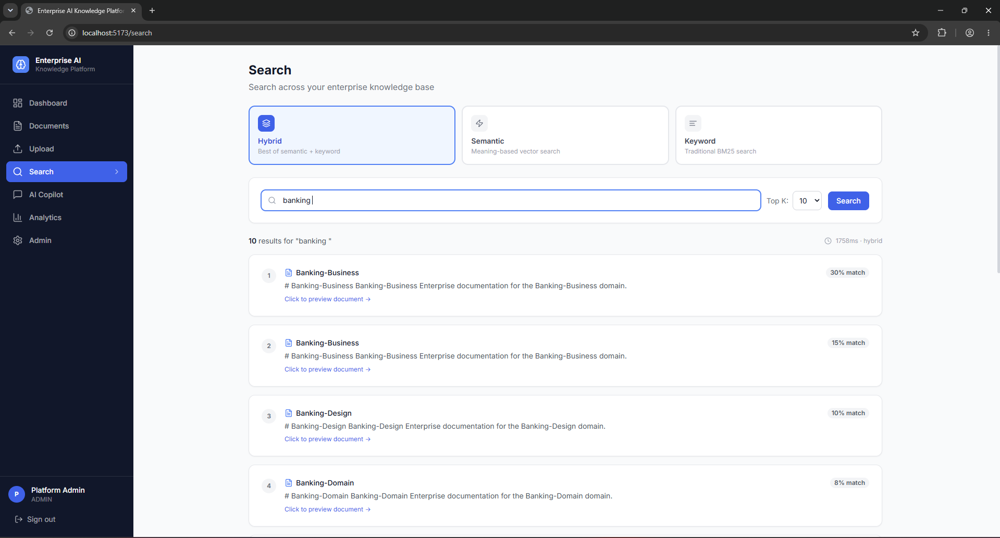 Enterprise AI Knowledge Platfo
localhost:5173/search
Enterprise AI
Knowledge Platform
Dashboard
Documents
Upload
Search
AI Copilot
Analytics
Admin
Platform Admin
ADMIN
P
Sign out
Search
Search across your enterprise knowledge base
Hybrid
Best of semantic + keyword
Semantic
Meaning-based vector search
Keyword
Traditional BM25 search
banking
Top K: 10 Search
10 results for "banking "
1758ms · hybrid
1 Banking-Business 30% match
# Banking-Business Banking-Business Enterprise documentation for the Banking-Business domain.
Click to preview document →
2 Banking-Business 15% match
# Banking-Business Banking-Business Enterprise documentation for the Banking-Business domain.
Click to preview document →
3 Banking-Design 10% match
# Banking-Design Banking-Design Enterprise documentation for the Banking-Design domain.
Click to preview document →
4 Banking-Domain 8% match
# Banking-Domain Banking-Domain Enterprise documentation for the Banking-Domain domain.
Click to preview document →